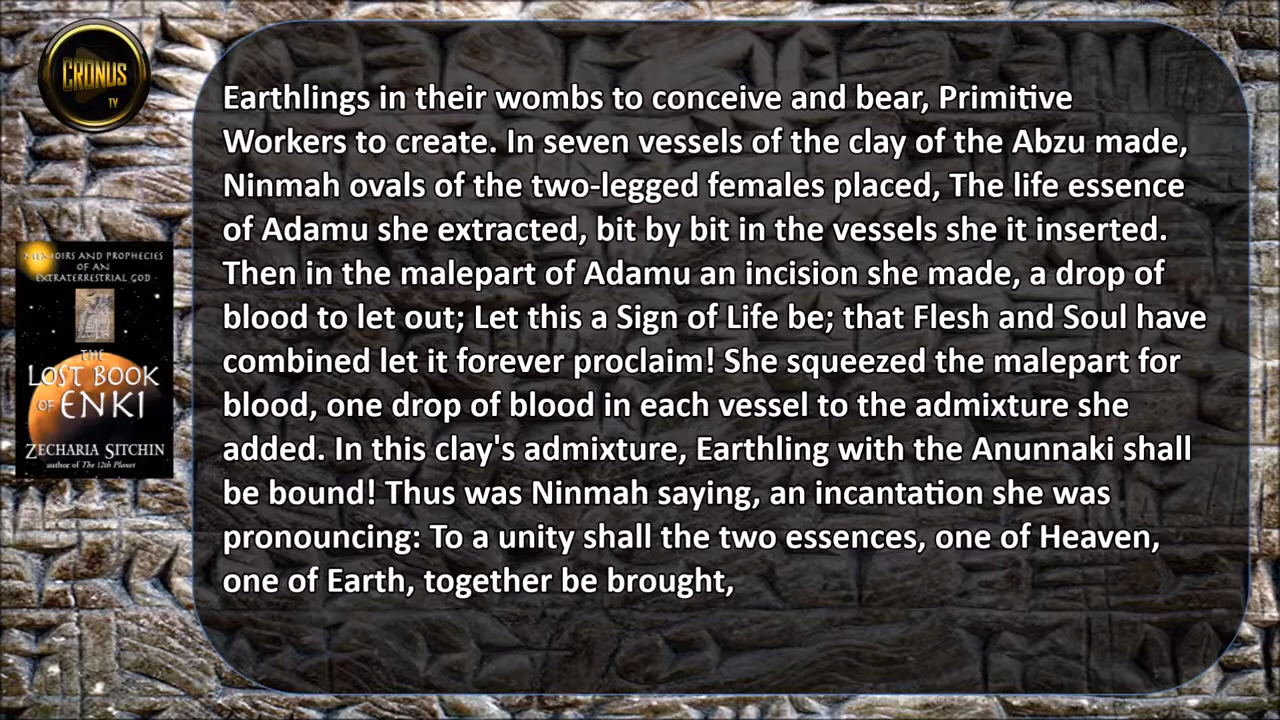 CRONUS
TV
Earthlings in their wombs to conceive and bear, Primitive
Workers to create. In seven vessels of the clay of the Abzu made,
Ninmah ovals of the two-legged females placed, The life essence
of Adamu she extracted, bit by bit in the vessels she it inserted.
Then in the malepart of Adamu an incision she made, a drop of
blood to let out; Let this a Sign of Life be; that Flesh and Soul have
combined let it forever proclaim! She squeezed the malepart for
blood, one drop of blood in each vessel to the admixture she
added. In this clay's admixture, Earthling with the Anunnaki shall
be bound! Thus was Ninmah saying, an incantation she was
pronouncing: To a unity shall the two essences, one of Heaven,
one of Earth, together be brought,
MEMOIRS AND PROPHECIES
OF AN
EXTRATERRESTRIAL GOD
THE
LOST BOOK
OF ENKI
ZECHARIA SITCHIN
author of The 12th Planet